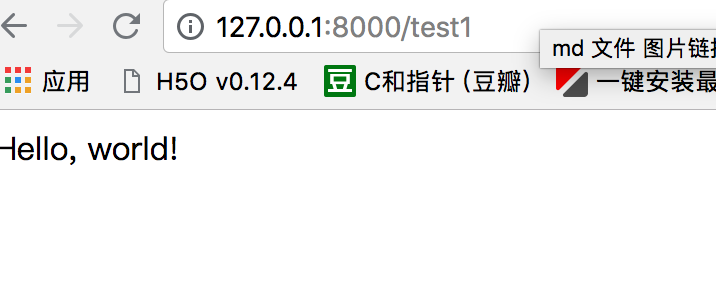 127.0.0.1:8000/test1
md 文件 图片链
应用 H5O v0.12.4 豆 C和指针 (豆瓣) 一键安装最
Hello, world!